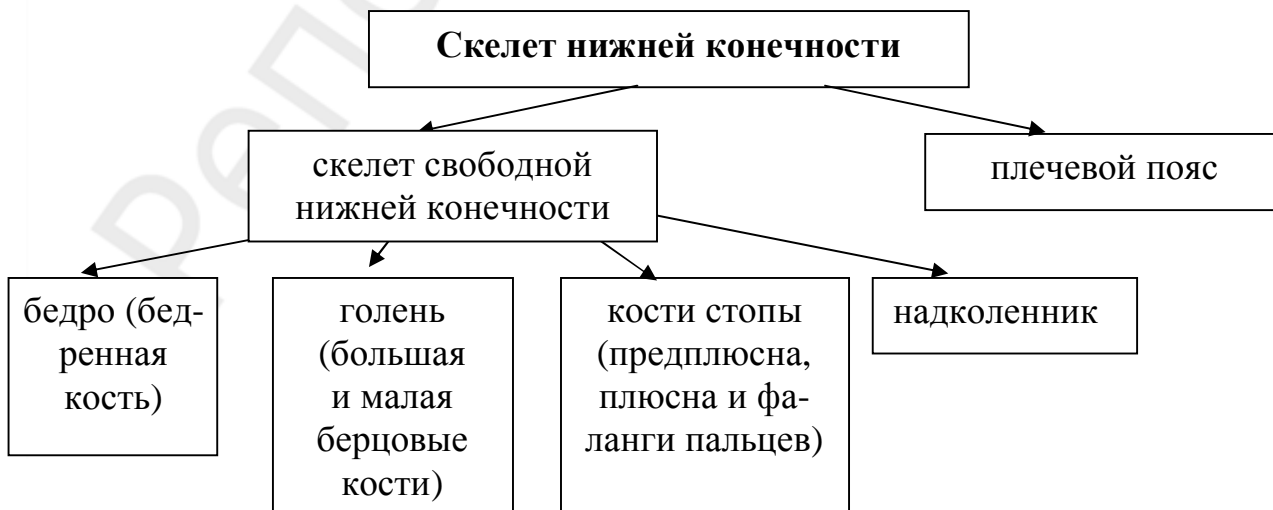 Скелет нижней конечности
скелет свободной
нижней конечности
плечевой пояс
бедро (бед-
ренная
кость)
голень
(большая
и малая
берцовые
кости)
кости стопы
(предплюсна,
плюсна и фа-
ланги пальцев)
надколенник